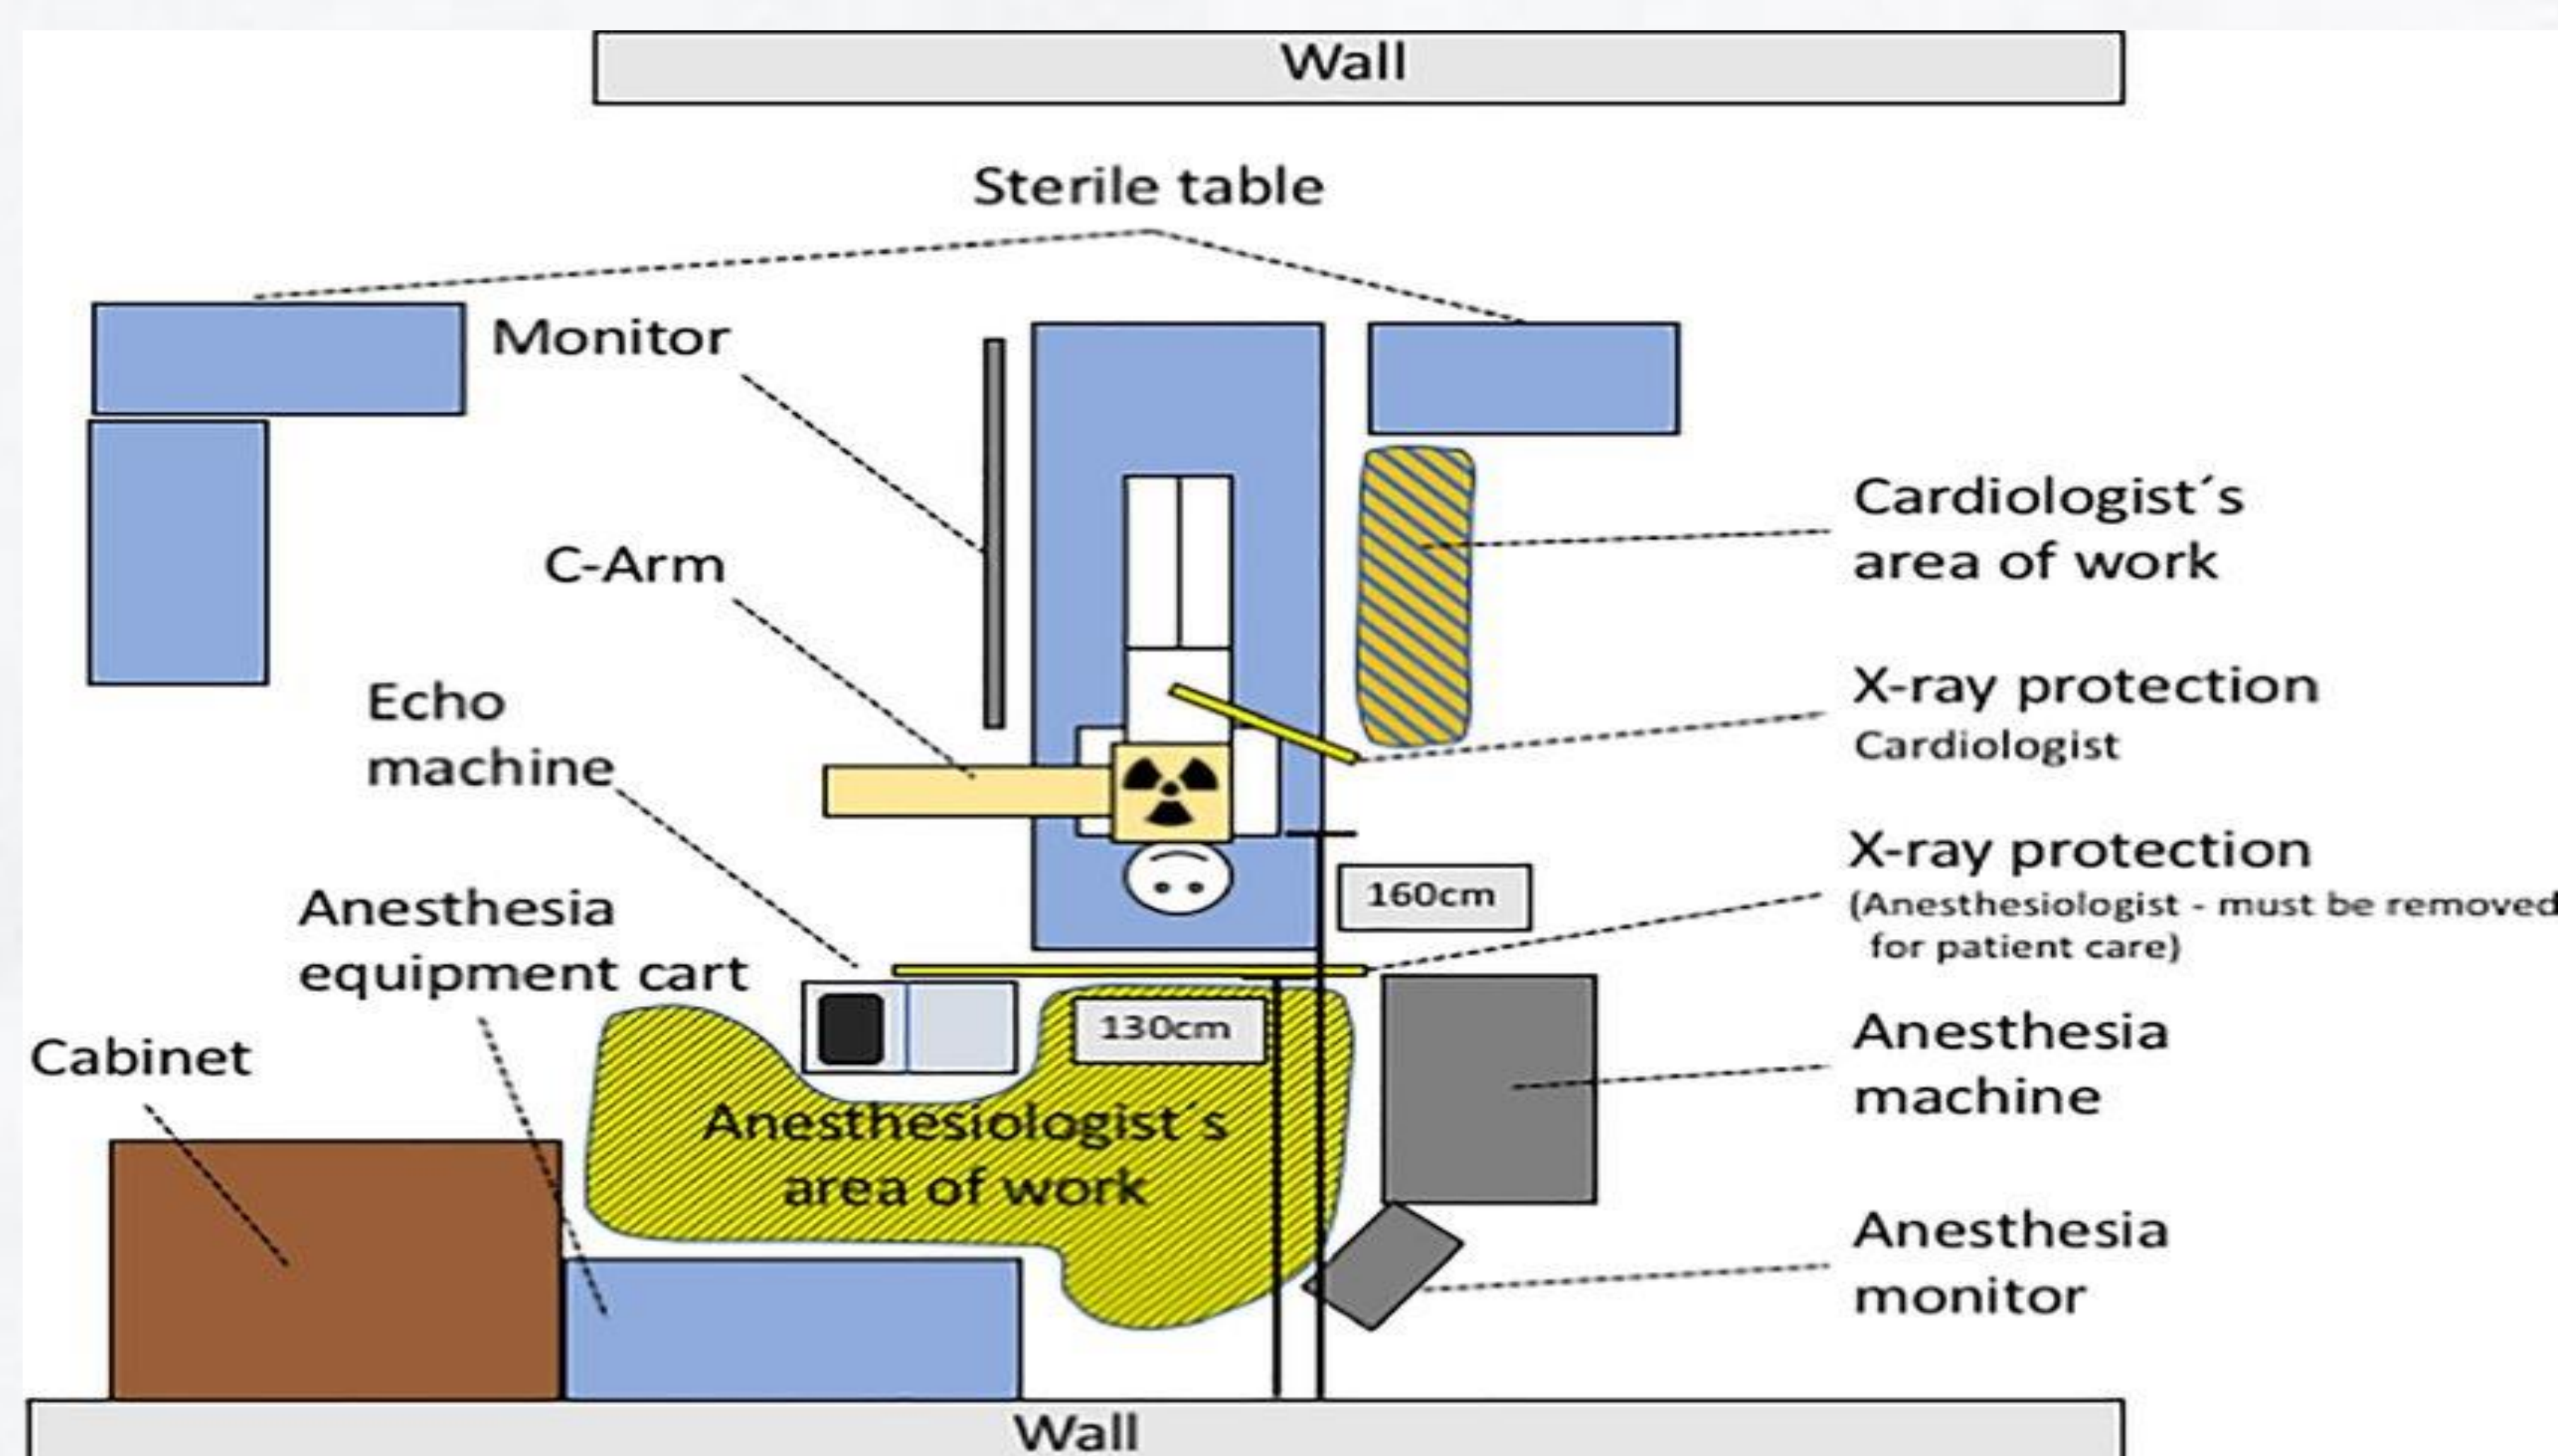 Wall
Sterile table
Monitor
Cardiologist´s
area of work
C-Arm
X-ray protection
Cardiologist
Echo
machine
X-ray protection
(Anesthesiologist - must be removed
for patient care)
160cm
Anesthesia
equipment cart
130cm
Anesthesia
machine
Cabinet
Anesthesiologist´s
area of work
Anesthesia
monitor
Wall